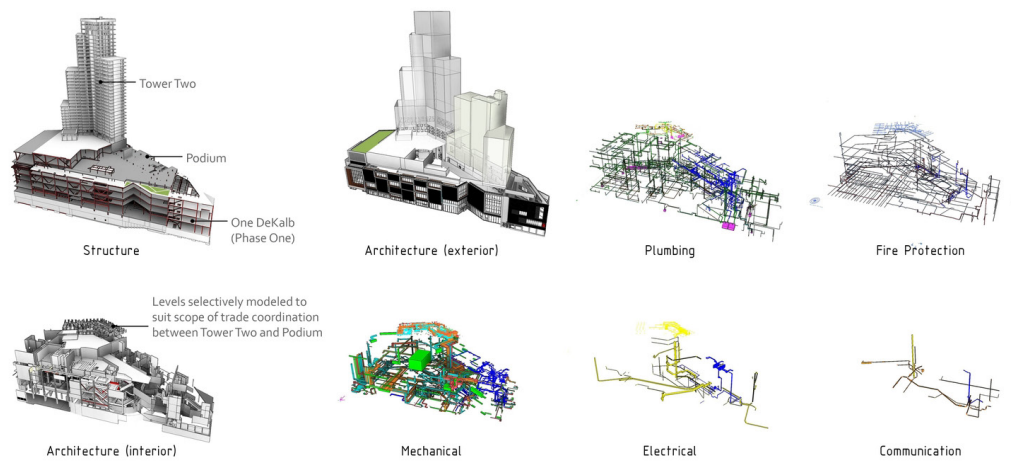 Tower Two
Podium
One DeKalb
(Phase One)
Structure
Architecture (exterior)
Plumbing
Fire Protection
Levels selectively modeled to
suit scope of trade coordination
between Tower Two and Podium
Architecture (interior)
Mechanical
Electrical
Communication